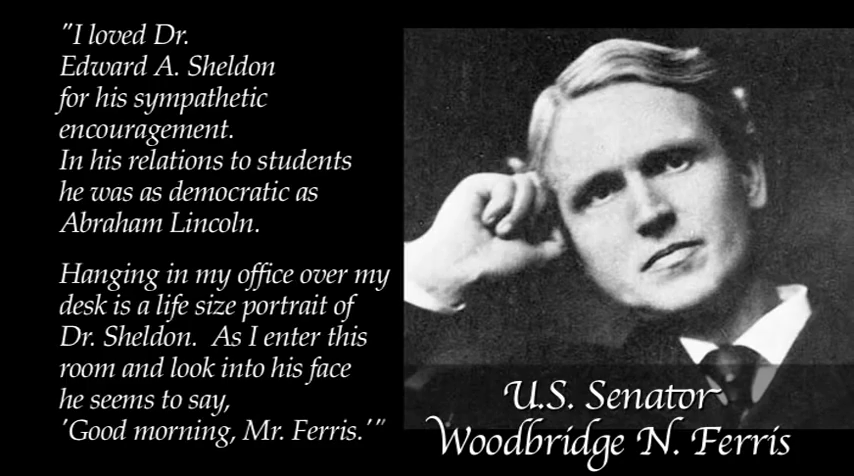 "I loved Dr.
Edward A. Sheldon
for his sympathetic
encouragement.
In his relations to students
he was as democratic as
Abraham Lincoln.
Hanging in my office over my
desk is a life size portrait of
Dr. Sheldon.  As I enter this
room and look into his face
he seems to say,
'Good morning, Mr. Ferris.'"
U.S. Senator
Woodbridge N. Ferris